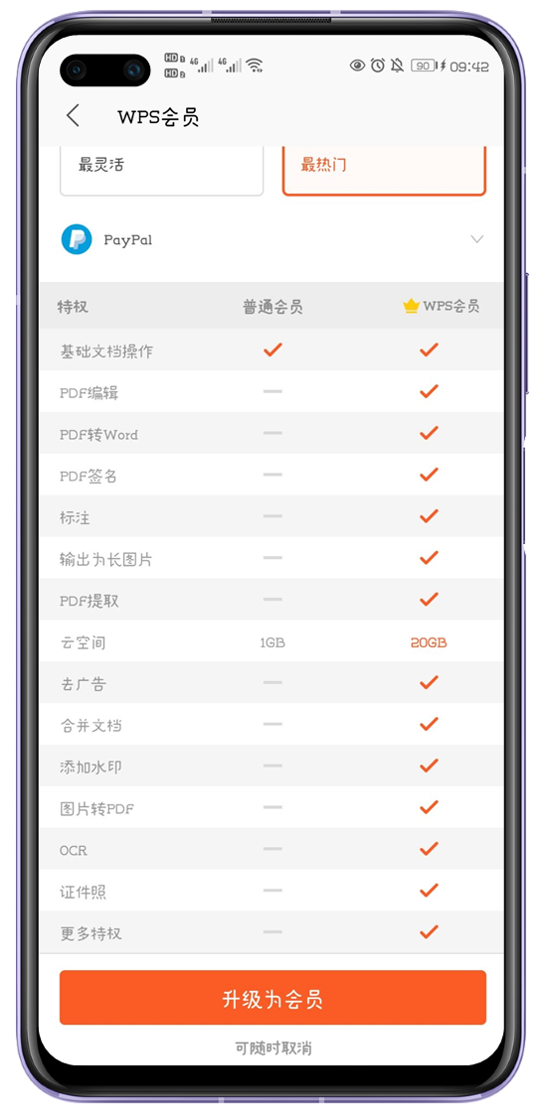 HD 1 4G 4G HD 2 90 09:42
WPS会员
最灵活 最热门
PayPal
特权 普通会员 WPS会员
基础文档操作
PDF编辑
PDF转Word
PDF签名
标注
输出为长图片
PDF提取
云空间 1GB 20GB
去广告
合并文档
添加水印
图片转PDF
OCR
证件照
更多特权
升级为会员
可随时取消